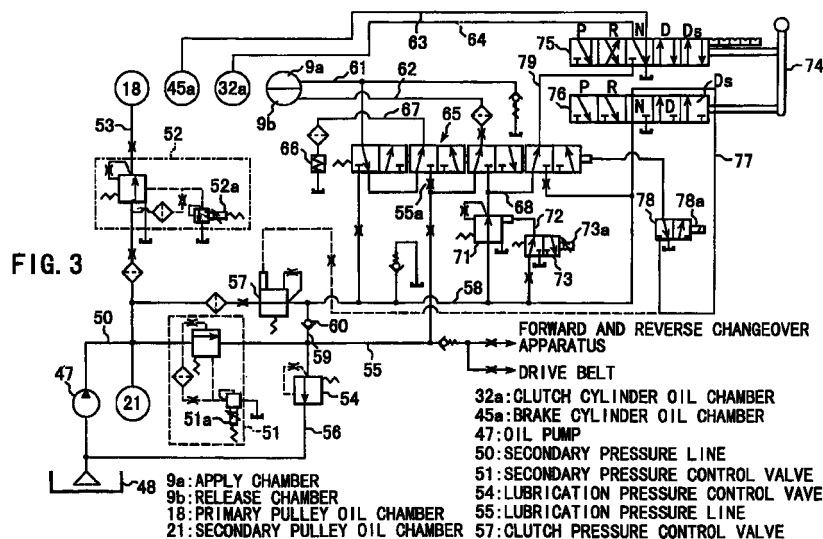 63
64
P R N D Ds
75
79
74
9a
61
62
18
45a
32a
9b
67
65
76
P R N D Ds
53
52
66
77
52a
55a
68
72
78a
78
71
73a
73
FIG. 3
57
58
50
60
59
55
FORWARD AND REVERSE CHANGEOVER
APPARATUS
47
54
DRIVE BELT
21
51a
51
56
48
9a:APPLY CHAMBER
9b:RELEASE CHAMBER
18:PRIMARY PULLEY OIL CHAMBER
21:SECONDARY PULLEY OIL CHAMBER
32a:CLUTCH CYLINDER OIL CHAMBER
45a:BRAKE CYLINDER OIL CHAMBER
47:OIL PUMP
50:SECONDARY PRESSURE LINE
51:SECONDARY PRESSURE CONTROL VALVE
54:LUBRICATION PRESSURE CONTROL VAVE
55:LUBRICATION PRESSURE LINE
57:CLUTCH PRESSURE CONTROL VALVE